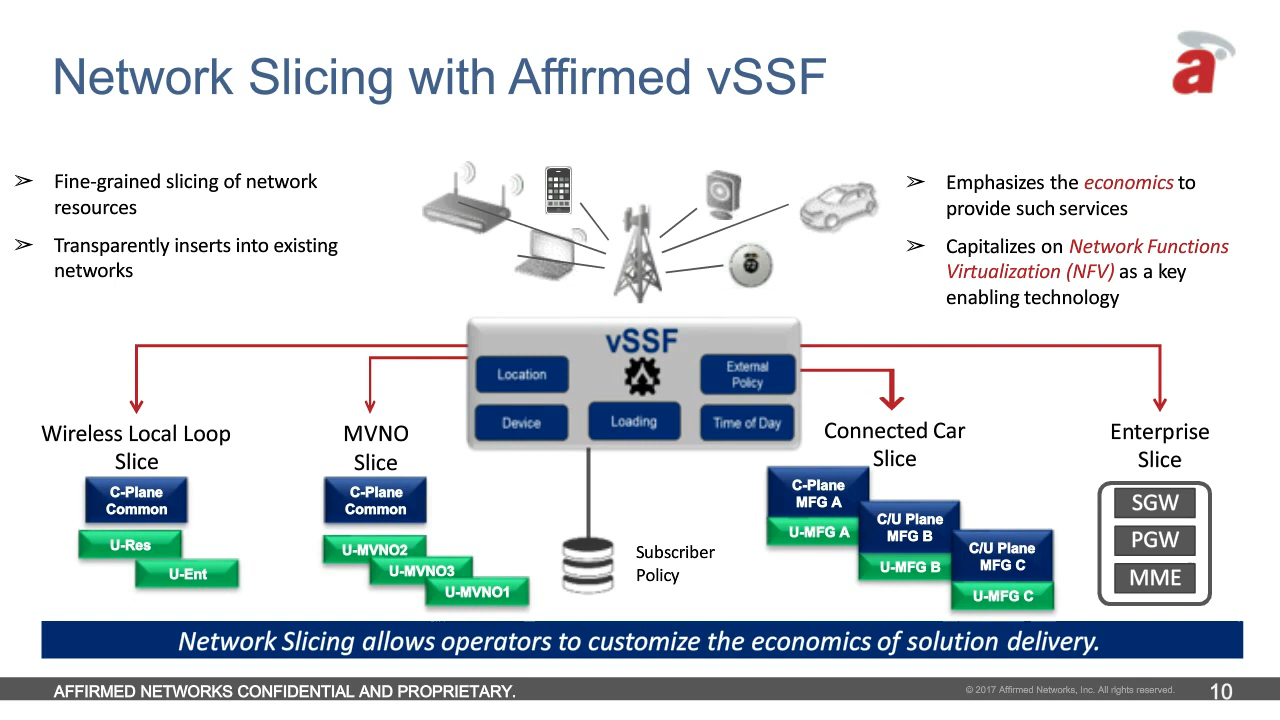 Network Slicing with Affirmed vSSF
a
➢ Fine-grained slicing of network
resources
➢ Transparently inserts into existing
networks
➢ Emphasizes the economics to
provide such services
➢ Capitalizes on Network Functions
Virtualization (NFV) as a key
enabling technology
vSSF
Location
External
Policy
Device
Loading
Time of Day
Wireless Local Loop
Slice
C-Plane
Common
U-Res
U-Ent
MVNO
Slice
C-Plane
Common
U-MVNO2
U-MVNO3
U-MVNO1
Subscriber
Policy
Connected Car
Slice
C-Plane
MFG A
U-MFG A
C/U Plane
MFG B
U-MFG B
C/U Plane
MFG C
U-MFG C
Enterprise
Slice
SGW
PGW
MME
Network Slicing allows operators to customize the economics of solution delivery.
AFFIRMED NETWORKS CONFIDENTIAL AND PROPRIETARY.
© 2017 Affirmed Networks, Inc. All rights reserved.
10